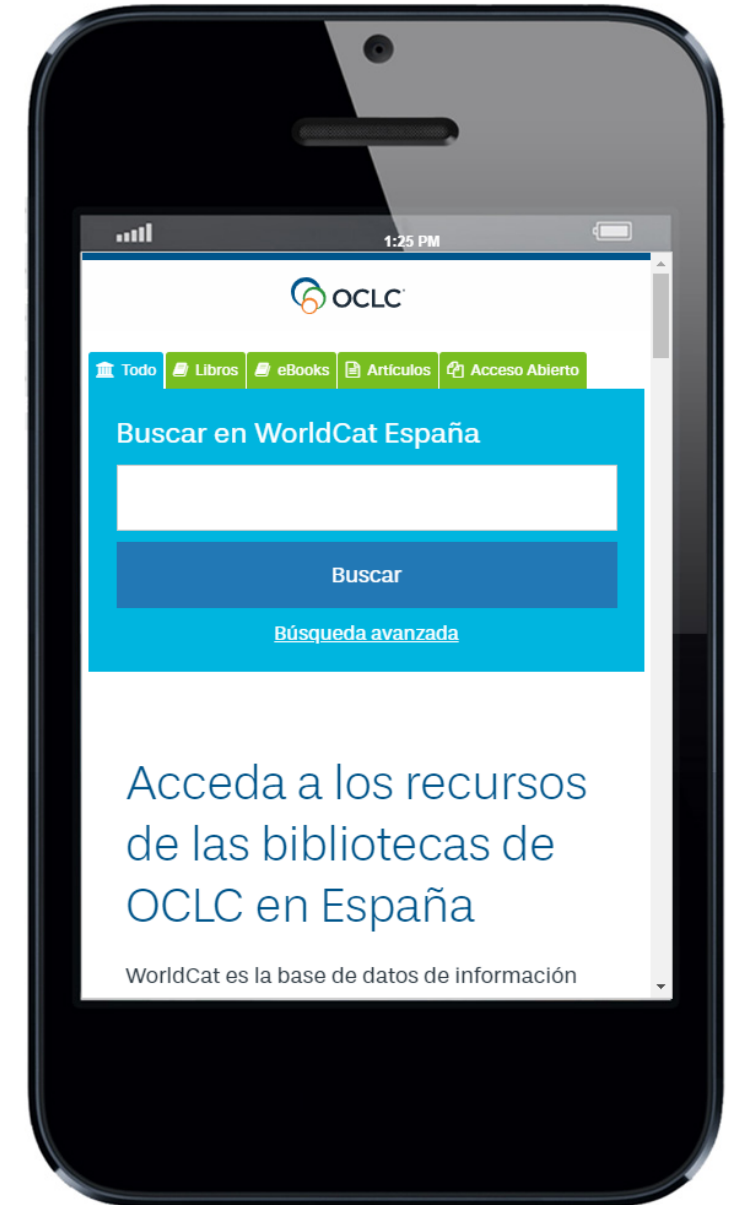 1:25 PM
OCLC
Todo Libros eBooks Artículos Acceso Abierto
Buscar en WorldCat España
Buscar
Búsqueda avanzada
Acceda a los recursos
de las bibliotecas de
OCLC en España
WorldCat es la base de datos de información